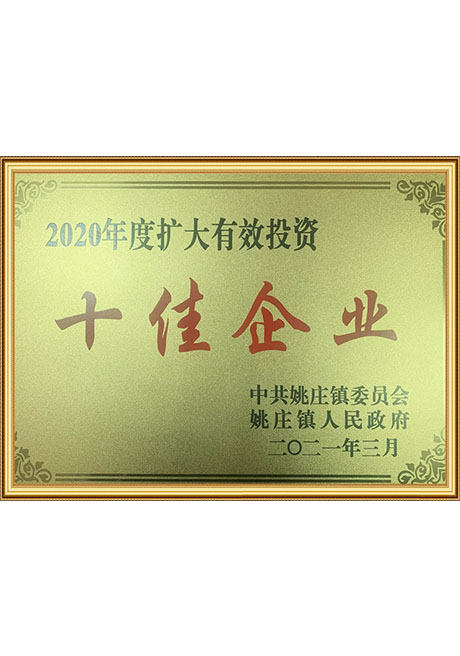 2020年度扩大有效投资
十佳企业
中共姚庄镇委员会
姚庄镇人民政府
二〇二一年三月